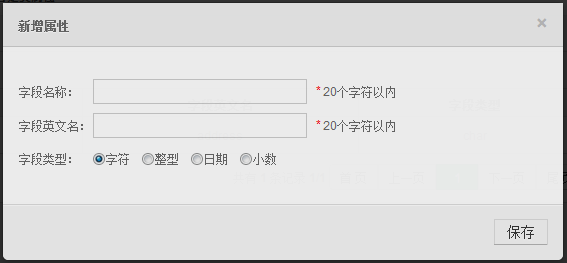 新增属性 ×
字段名称： *20个字符以内
字段英文名： *20个字符以内
字段类型： 字符 整型 日期 小数
保存